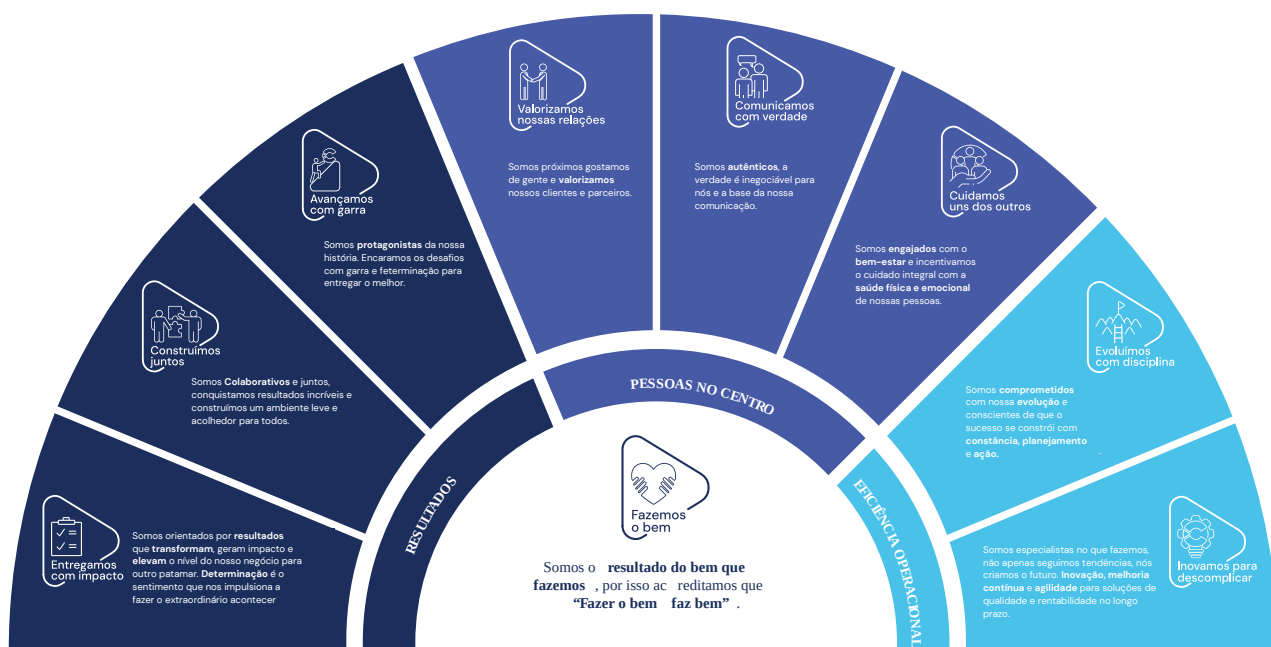 Valorizamos
nossas relações
Somos próximos gostamos
de gente e valorizamos
nossos clientes e parceiros.
Comunicamos
com verdade
Somos autênticos, a
verdade é inegociável para
nós e a base da nossa
comunicação.
Avançamos
com garra
Somos protagonistas da nossa
história. Encaramos os desafios
com garra e feterminação para
entregar o melhor.
Cuidamos
uns dos outros
Somos engajados com o
bem-estar e incentivamos
o cuidado integral com a
saúde física e emocional
de nossas pessoas.
Construímos
juntos
Somos Colaborativos e juntos,
conquistamos resultados incríveis e
construímos um ambiente leve e
acolhedor para todos.
Evoluímos
com disciplina
Somos comprometidos
com nossa evolução e
conscientes de que o
sucesso se constrói com
constância, planejamento
e ação.
Entregamos
com impacto
Somos orientados por resultados
que transformam, geram impacto e
elevam o nível do nosso negócio para
outro patamar. Determinação é o
sentimento que nos impulsiona a
fazer o extraordinário acontecer
Inovamos para
descomplicar
Somos especialistas no que fazemos,
não apenas seguimos tendências, nós
criamos o futuro. Inovação, melhoria
contínua e agilidade para soluções de
qualidade e rentabilidade no longo
prazo.
RESULTADOS
PESSOAS NO CENTRO
EFICIÊNCIA OPERACIONAL
Fazemos
o bem
Somos o resultado do bem que
fazemos , por isso ac reditamos que
“Fazer o bem faz bem” .